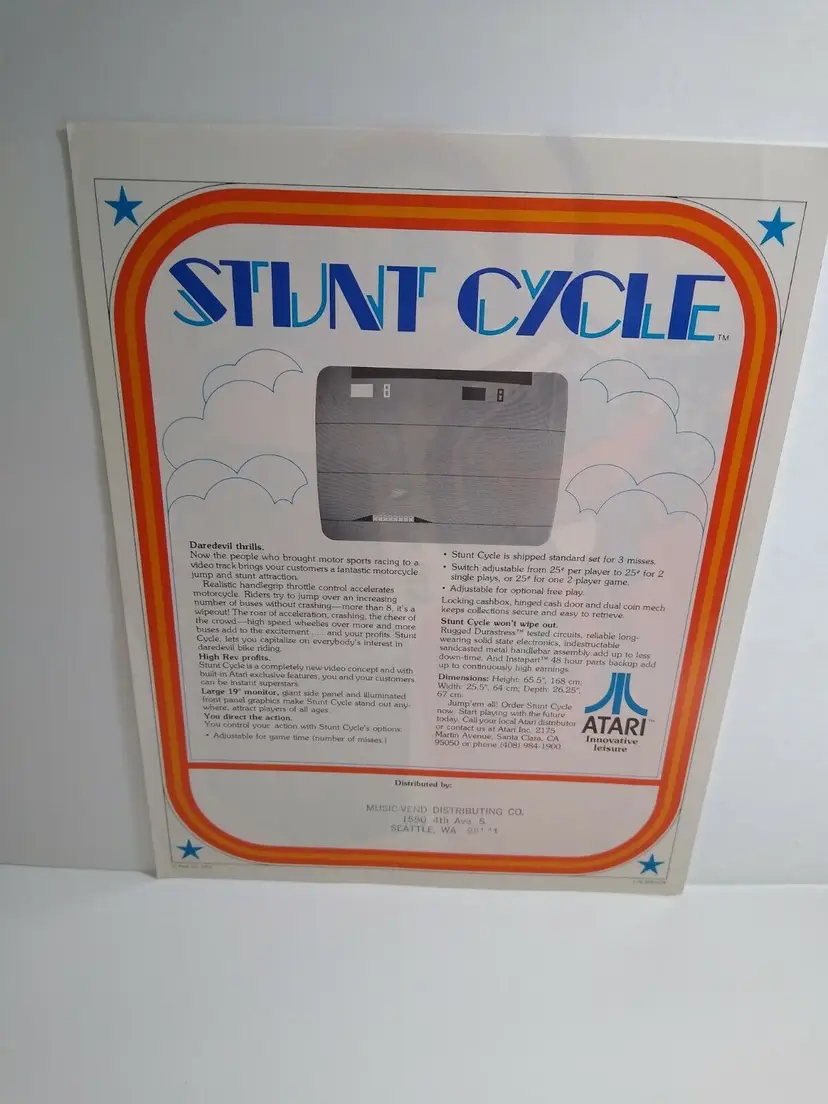 STUNT CYCLE™
Daredevil thrills.
Now the people who brought motor sports racing to a
video track brings your customers a fantastic motorcycle
jump and stunt attraction.
Realistic handlegrip throttle control accelerates
motorcycle. Riders try to jump over an increasing
number of buses without crashing—more than 8, it's a
wipeout! The roar of acceleration, crashing, the cheer of
the crowd—high speed wheelies over more and more
buses add to the excitement . . . . and your profits. Stunt
Cycle, lets you capitalize on everybody's interest in
daredevil bike riding.
High Rev profits.
Stunt Cycle is a completely new video concept and with
built-in Atari exclusive features, you and your customers
can be instant superstars.
Large 19" monitor, giant side panel and illuminated
front panel graphics make Stunt Cycle stand out any-
where, attract players of all ages.
You direct the action.
You control your action with Stunt Cycle's options:
• Adjustable for game time (number of misses.)
• Stunt Cycle is shipped standard set for 3 misses.
• Switch adjustable from 25¢ per player to 25¢ for 2
single plays, or 25¢ for one 2 player game.
• Adjustable for optional free play.
Locking cashbox, hinged cash door and dual coin mech
keeps collections secure and easy to retrieve.
Stunt Cycle won't wipe out.
Rugged Durastress™ tested circuits, reliable long-
wearing solid state electronics, indestructable
sandcasted metal handlebar assembly add up to less
down-time. And Instapart™ 48 hour parts backup add
up to continuously high earnings.
Dimensions: Height: 65.5", 168 cm;
Width: 25.5", 64 cm; Depth: 26.25",
67 cm.
Jump 'em all! Order Stunt Cycle
now. Start playing with the future
today. Call your local Atari distributor
or contact us at Atari Inc. 2175
Martin Avenue, Santa Clara, CA
95050 or phone (408) 984-1900.
ATARI™
Innovative
leisure
Distributed by:
MUSIC-VEND DISTRIBUTING CO.
1550 4th Ave. S.
SEATTLE, WA